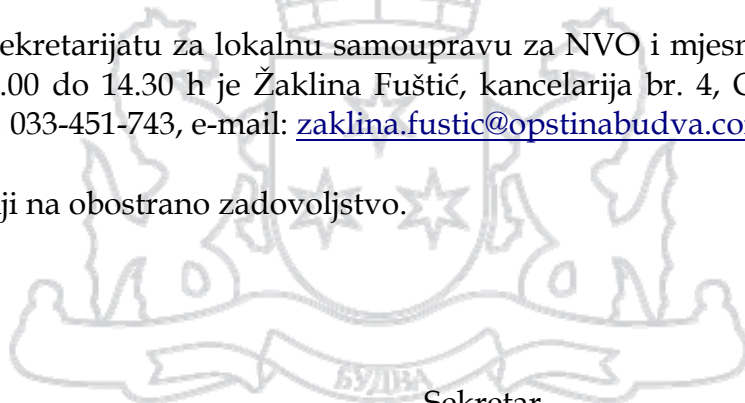 ekretarijatu za lokalnu samoupravu za NVO i mjesn
.00 do 14.30 h je Žaklina Fuštić, kancelarija br. 4,
033-451-743, e-mail: zaklina.fustic@opstinabudva.co
ji na obostrano zadovoljstvo.
БУДВА
Sekretar